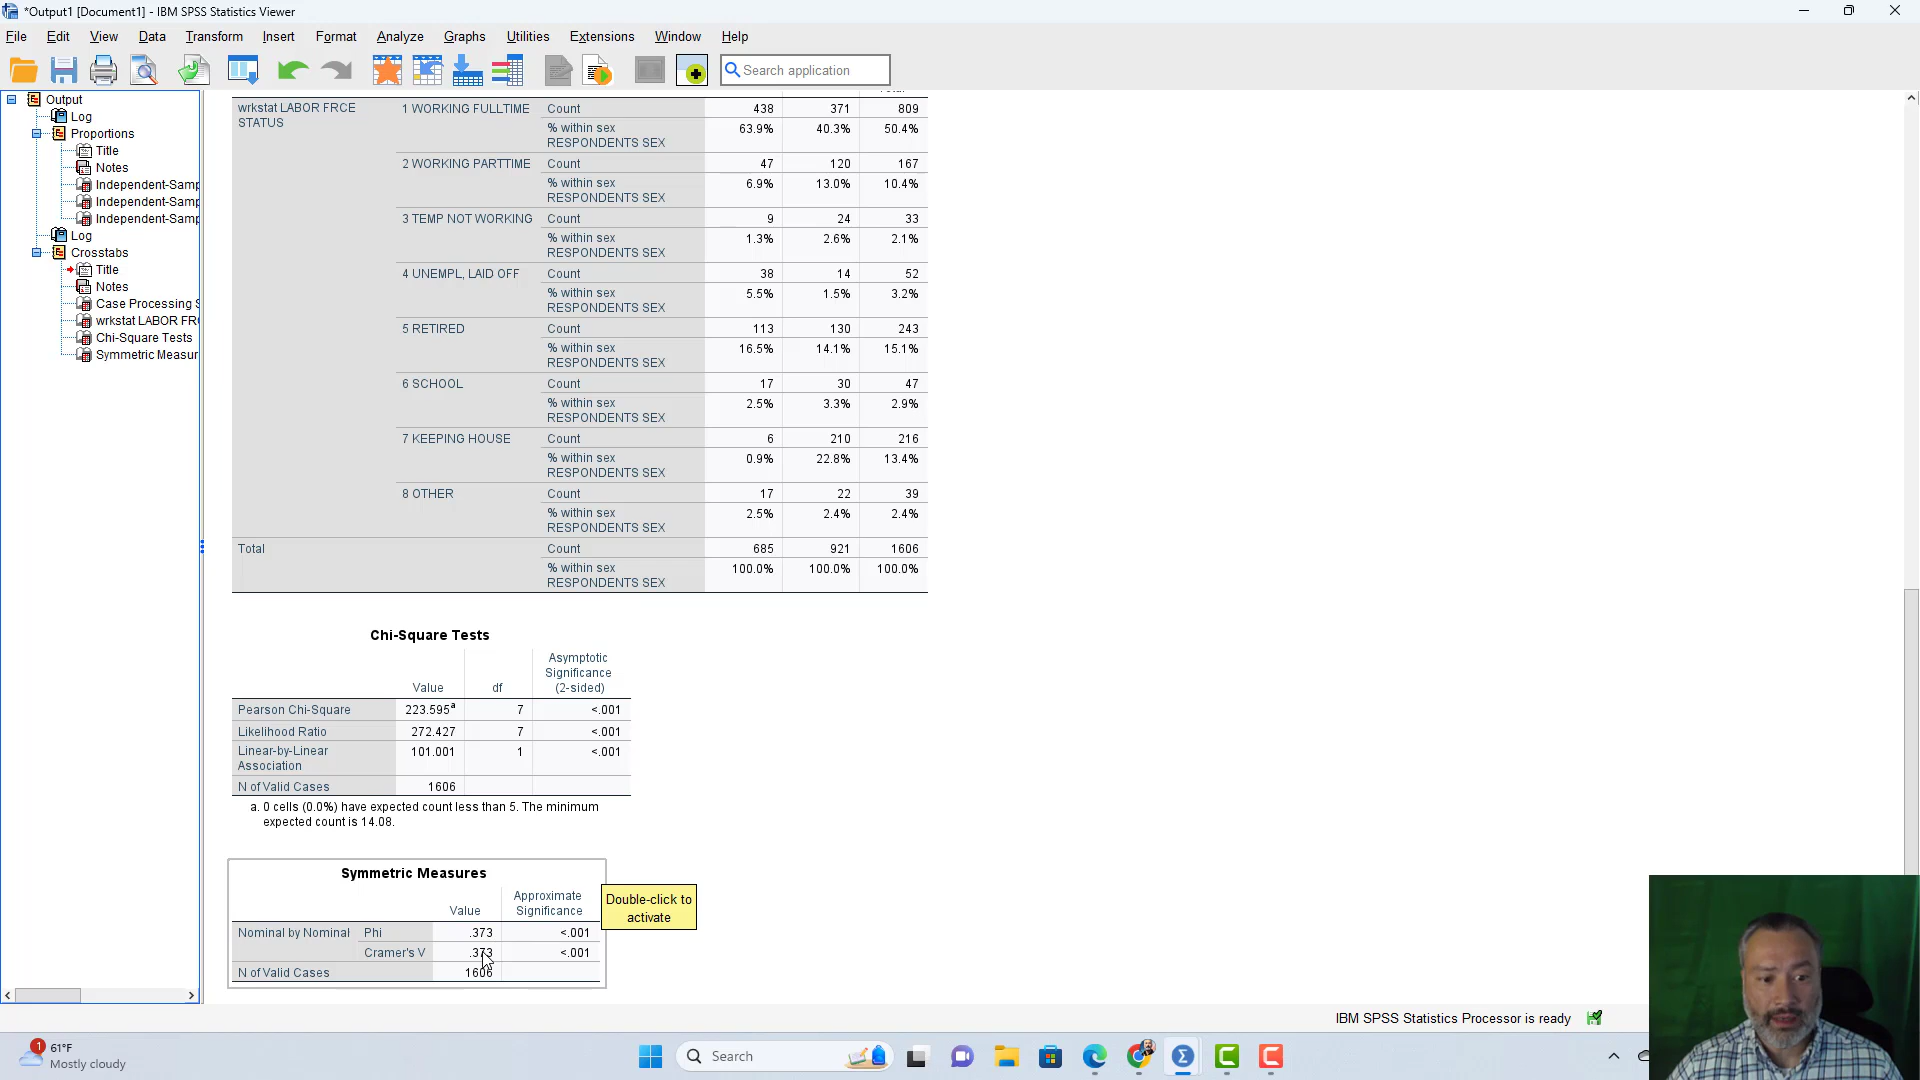 *Output1 [Document1] - IBM SPSS Statistics Viewer
File Edit View Data Transform Insert Format Analyze Graphs Utilities Extensions Window Help
Search application
Output
Log
Proportions
Title
Notes
Independent-Samp
Independent-Samp
Independent-Samp
Log
Crosstabs
Title
Notes
Case Processing S
wrkstat LABOR FR
Chi-Square Tests
Symmetric Measur
wrkstat LABOR FRCE 1 WORKING FULLTIME Count 438 371 809
STATUS
% within sex 63.9% 40.3% 50.4%
RESPONDENTS SEX
2 WORKING PARTTIME Count 47 120 167
% within sex 6.9% 13.0% 10.4%
RESPONDENTS SEX
3 TEMP NOT WORKING Count 9 24 33
% within sex 1.3% 2.6% 2.1%
RESPONDENTS SEX
4 UNEMPL, LAID OFF Count 38 14 52
% within sex 5.5% 1.5% 3.2%
RESPONDENTS SEX
5 RETIRED Count 113 130 243
% within sex 16.5% 14.1% 15.1%
RESPONDENTS SEX
6 SCHOOL Count 17 30 47
% within sex 2.5% 3.3% 2.9%
RESPONDENTS SEX
7 KEEPING HOUSE Count 6 210 216
% within sex 0.9% 22.8% 13.4%
RESPONDENTS SEX
8 OTHER Count 17 22 39
% within sex 2.5% 2.4% 2.4%
RESPONDENTS SEX
Total Count 685 921 1606
% within sex 100.0% 100.0% 100.0%
RESPONDENTS SEX
Chi-Square Tests
Asymptotic
Significance
Value df (2-sided)
Pearson Chi-Square 223.595a 7 <.001
Likelihood Ratio 272.427 7 <.001
Linear-by-Linear 101.001 1 <.001
Association
N of Valid Cases 1606
a. 0 cells (0.0%) have expected count less than 5. The minimum
expected count is 14.08.
Symmetric Measures
Approximate
Value Significance
Nominal by Nominal Phi .373 <.001
Cramer's V .373 <.001
N of Valid Cases 1606
Double-click to
activate
IBM SPSS Statistics Processor is ready
1
61°F
Mostly cloudy
Search